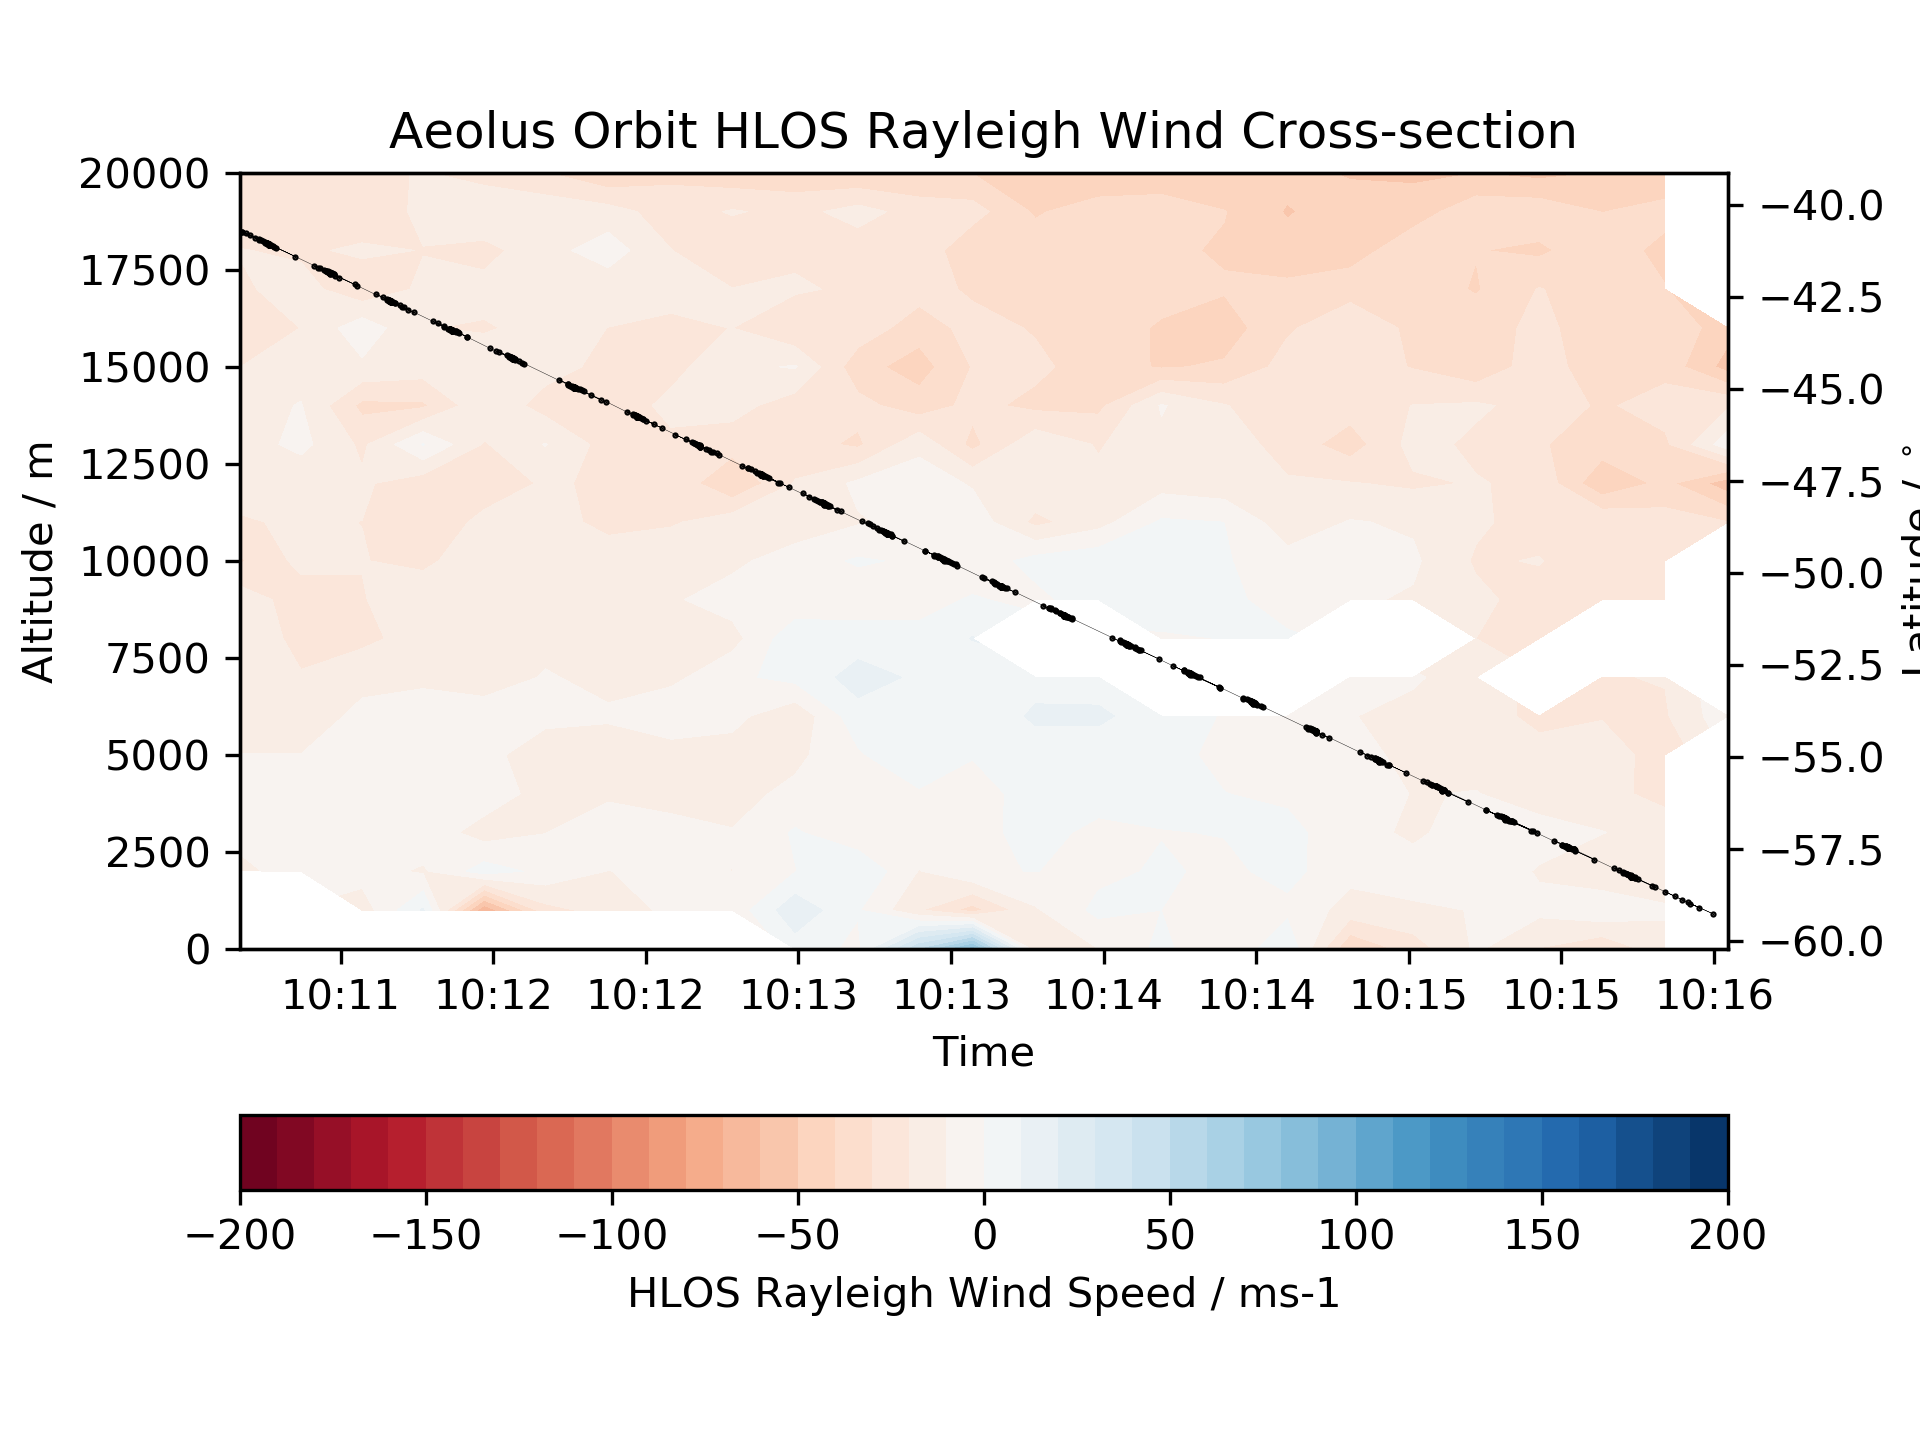 Aeolus Orbit HLOS Rayleigh Wind Cross-section
20000
17500
15000
12500
10000
7500
5000
2500
0
Altitude / m
−40.0
−42.5
−45.0
−47.5
−50.0
−52.5
−55.0
−57.5
−60.0
Latitude / °
10:11 10:12 10:12 10:13 10:13 10:14 10:14 10:15 10:15 10:16
Time
−200 −150 −100 −50 0 50 100 150 200
HLOS Rayleigh Wind Speed / ms-1